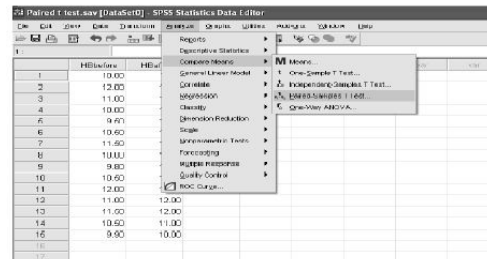 Paired t test.sav [DataSet0] - SPSS Statistics Data Editor
File Edit View Data Transform Analyze Graphs Utilities Add-ons Window Help
1 :
Reports
Descriptive Statistics
Compare Means
General Linear Model
Correlate
Regression
Classify
Dimension Reduction
Scale
Nonparametric Tests
Forecasting
Multiple Response
Quality Control
ROC Curve...
M Means...
t One-Sample T Test...
Independent-Samples T Test...
Paired-Samples T Test...
One-Way ANOVA...
HBbefore HBaf
var
1 10.00
2 12.00
3 11.00
4 10.00
5 9.60
6 10.60
7 11.50
8 10.00
9 9.80
10 10.60
11 12.00
12 11.00 12.00
13 11.50 12.00
14 10.50 11.00
15 9.90 10.00
16
17